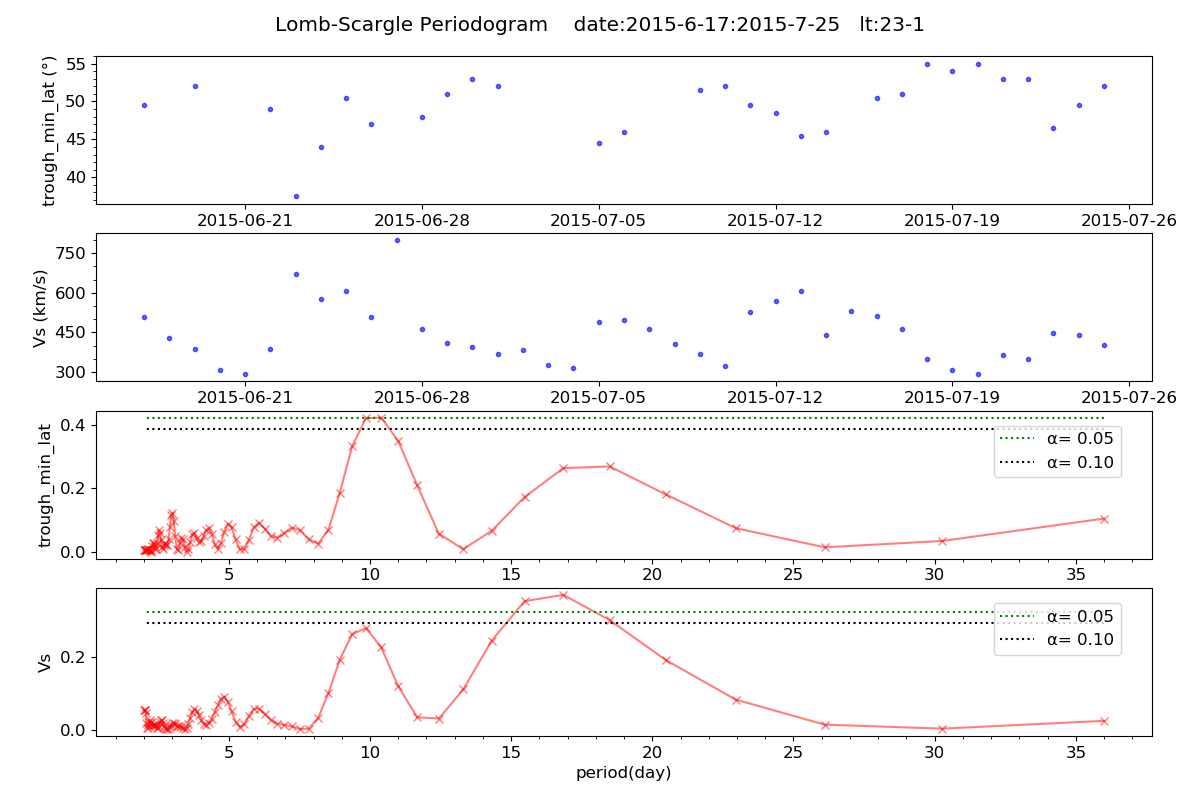 Lomb-Scargle Periodogram    date:2015-6-17:2015-7-25   lt:23-1
trough_min_lat (°)
55
50
45
40
2015-06-21 2015-06-28 2015-07-05 2015-07-12 2015-07-19 2015-07-26
Vs (km/s)
750
600
450
300
2015-06-21 2015-06-28 2015-07-05 2015-07-12 2015-07-19 2015-07-26
trough_min_lat
0.4
0.2
0.0
α= 0.05
α= 0.10
5 10 15 20 25 30 35
Vs
0.2
0.0
α= 0.05
α= 0.10
5 10 15 20 25 30 35
period(day)